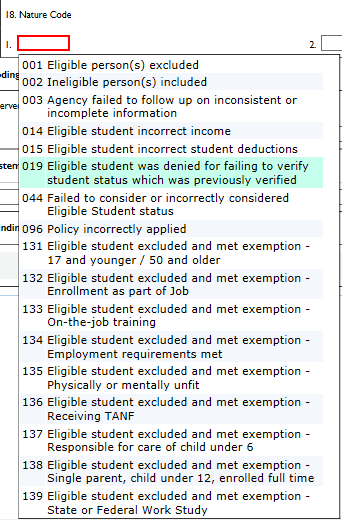 18. Nature Code
1.
2.
001 Eligible person(s) excluded
002 Ineligible person(s) included
003 Agency failed to follow up on inconsistent or
incomplete information
014 Eligible student incorrect income
015 Eligible student incorrect student deductions
019 Eligible student was denied for failing to verify
student status which was previously verified
044 Failed to consider or incorrectly considered
Eligible Student status
096 Policy incorrectly applied
131 Eligible student excluded and met exemption -
17 and younger / 50 and older
132 Eligible student excluded and met exemption -
Enrollment as part of Job
133 Eligible student excluded and met exemption -
On-the-job training
134 Eligible student excluded and met exemption -
Employment requirements met
135 Eligible student excluded and met exemption -
Physically or mentally unfit
136 Eligible student excluded and met exemption -
Receiving TANF
137 Eligible student excluded and met exemption -
Responsible for care of child under 6
138 Eligible student excluded and met exemption -
Single parent, child under 12, enrolled full time
139 Eligible student excluded and met exemption -
State or Federal Work Study